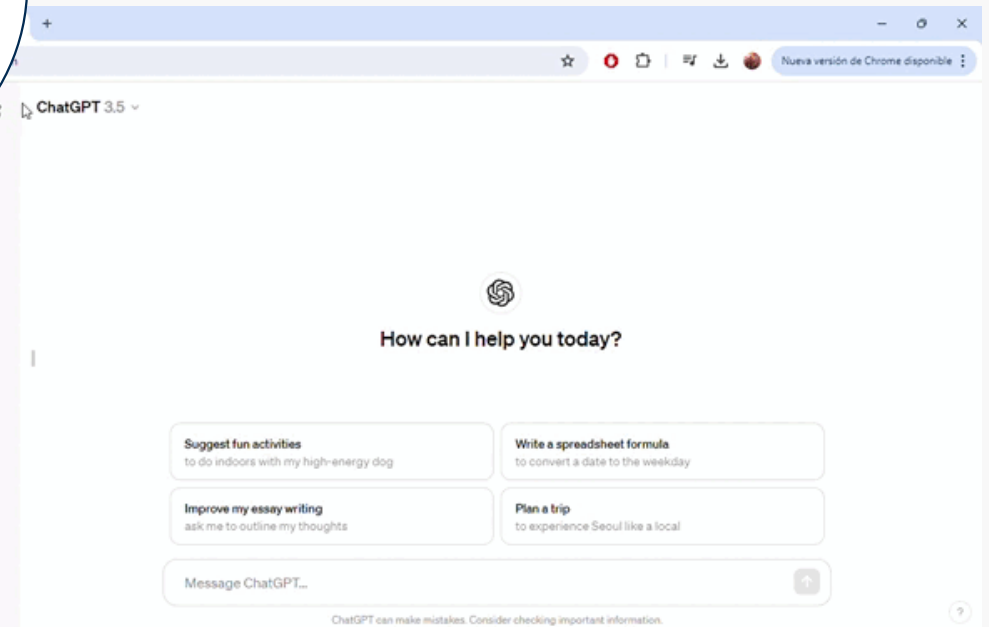 Nueva versión de Chrome disponible
ChatGPT 3.5
How can I help you today?
Suggest fun activities
to do indoors with my high-energy dog
Write a spreadsheet formula
to convert a date to the weekday
Improve my essay writing
ask me to outline my thoughts
Plan a trip
to experience Seoul like a local
Message ChatGPT...
ChatGPT can make mistakes. Consider checking important information.
?